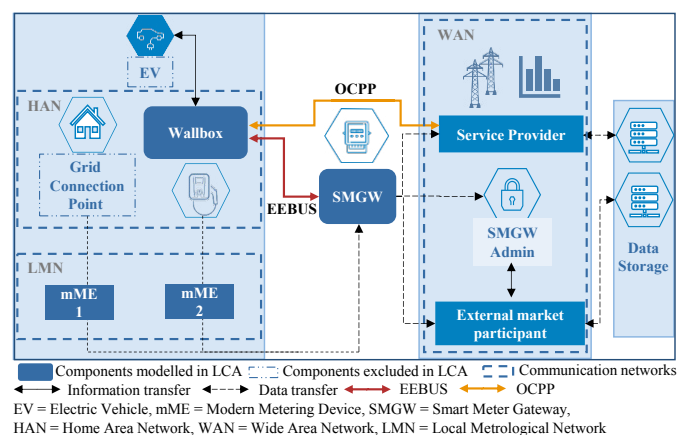 WAN
EV
OCPP
HAN
Wallbox
Service Provider
Grid
Connection
Point
EEBUS
SMGW
SMGW
Admin
Data
Storage
LMN
mME
1
mME
2
External market
participant
Components modelled in LCA
Components excluded in LCA
Communication networks
Information transfer
Data transfer
EEBUS
OCPP
EV = Electric Vehicle, mME = Modern Metering Device, SMGW = Smart Meter Gateway,
HAN = Home Area Network, WAN = Wide Area Network, LMN = Local Metrological Network